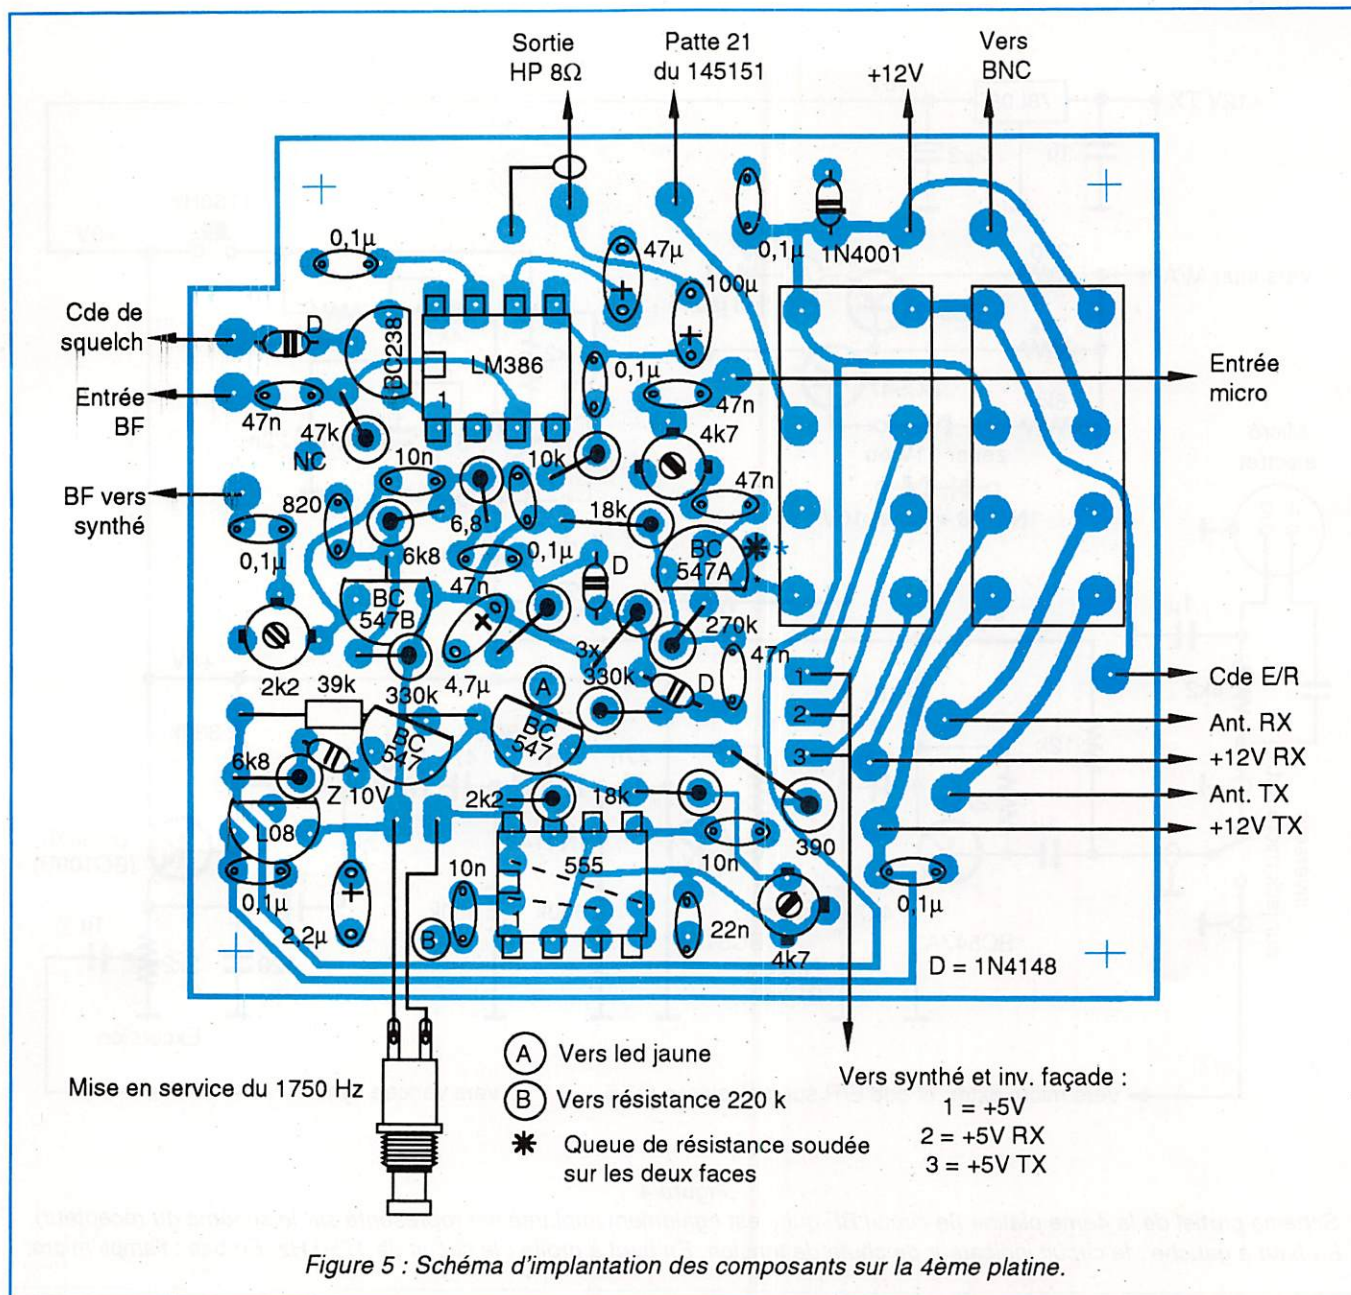 Sortie
HP 8Ω
Patte 21
du 145151
+12V
Vers
BNC
0,1µ
47µ
0,1µ
1N4001
100µ
Cde de
squelch
D
BC238
LM386
1
0,1µ
Entrée
micro
Entrée
BF
47n
47k
47n
4k7
NC
10n
10k
47n
BF vers
synthé
820
6,8
18k
0,1µ
6k8
47n
0,1µ
D
BC
547A
*
BC
547B
270k
2k2
39k
330k
4,7µ
A
3x
330k
47n
D
1
2
3
Cde E/R
Ant. RX
+12V RX
Ant. TX
+12V TX
BC
547
BC
547
6k8
Z 10V
2k2
18k
390
L08
555
10n
10n
0,1µ
2,2µ
B
22n
4k7
0,1µ
D = 1N4148
Mise en service du 1750 Hz
A Vers led jaune
B Vers résistance 220 k
* Queue de résistance soudée
sur les deux faces
Vers synthé et inv. façade :
1 = +5V
2 = +5V RX
3 = +5V TX
Figure 5 : Schéma d'implantation des composants sur la 4ème platine.